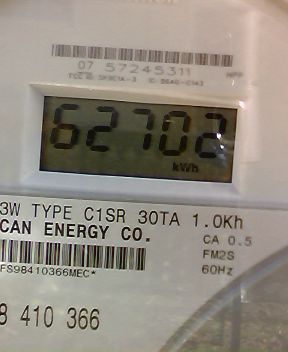 07 57245311
62702
kWh
3W TYPE C1SR 30TA 1.0Kh
CAN ENERGY CO.
CA 0.5
FM2S
60Hz
FS98410366MEC*
8 410 366